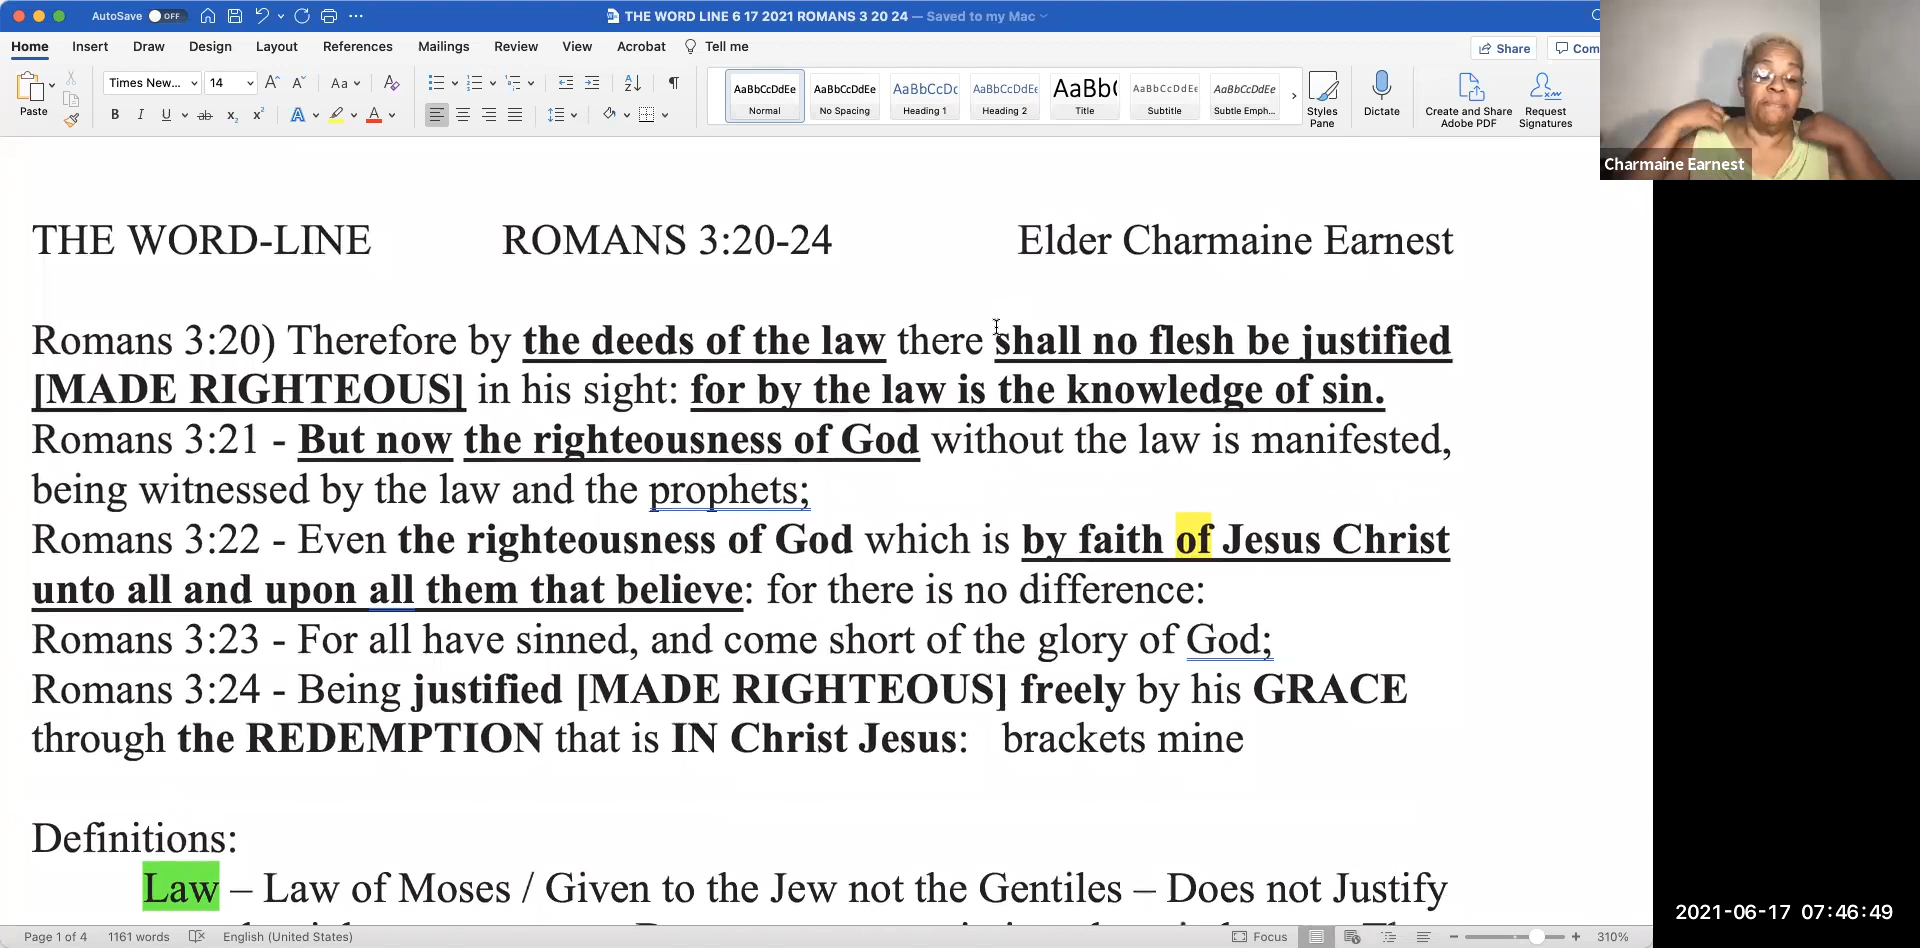 AutoSave OFF
THE WORD LINE 6 17 2021 ROMANS 3 20 24 — Saved to my Mac
Home Insert Draw Design Layout References Mailings Review View Acrobat Tell me
Share
Times New... 14
Aa
Paste
B I U ab x₂ x² A A
AaBbCcDdEe AaBbCcDdEe AaBbCcDc AaBbCcDdEe AaBb( AaBbCcDdEe AaBbCcDdEe
Normal No Spacing Heading 1 Heading 2 Title Subtitle Subtle Emph...
Styles Pane
Dictate
Create and Share Adobe PDF
Request Signatures
Charmaine Earnest
THE WORD-LINE ROMANS 3:20-24 Elder Charmaine Earnest
Romans 3:20) Therefore by the deeds of the law there shall no flesh be justified
[MADE RIGHTEOUS] in his sight: for by the law is the knowledge of sin.
Romans 3:21 - But now the righteousness of God without the law is manifested,
being witnessed by the law and the prophets;
Romans 3:22 - Even the righteousness of God which is by faith of Jesus Christ
unto all and upon all them that believe: for there is no difference:
Romans 3:23 - For all have sinned, and come short of the glory of God;
Romans 3:24 - Being justified [MADE RIGHTEOUS] freely by his GRACE
through the REDEMPTION that is IN Christ Jesus: brackets mine
Definitions:
Law – Law of Moses / Given to the Jew not the Gentiles – Does not Justify
Page 1 of 4 1161 words English (United States) Focus 310%
2021-06-17 07:46:49